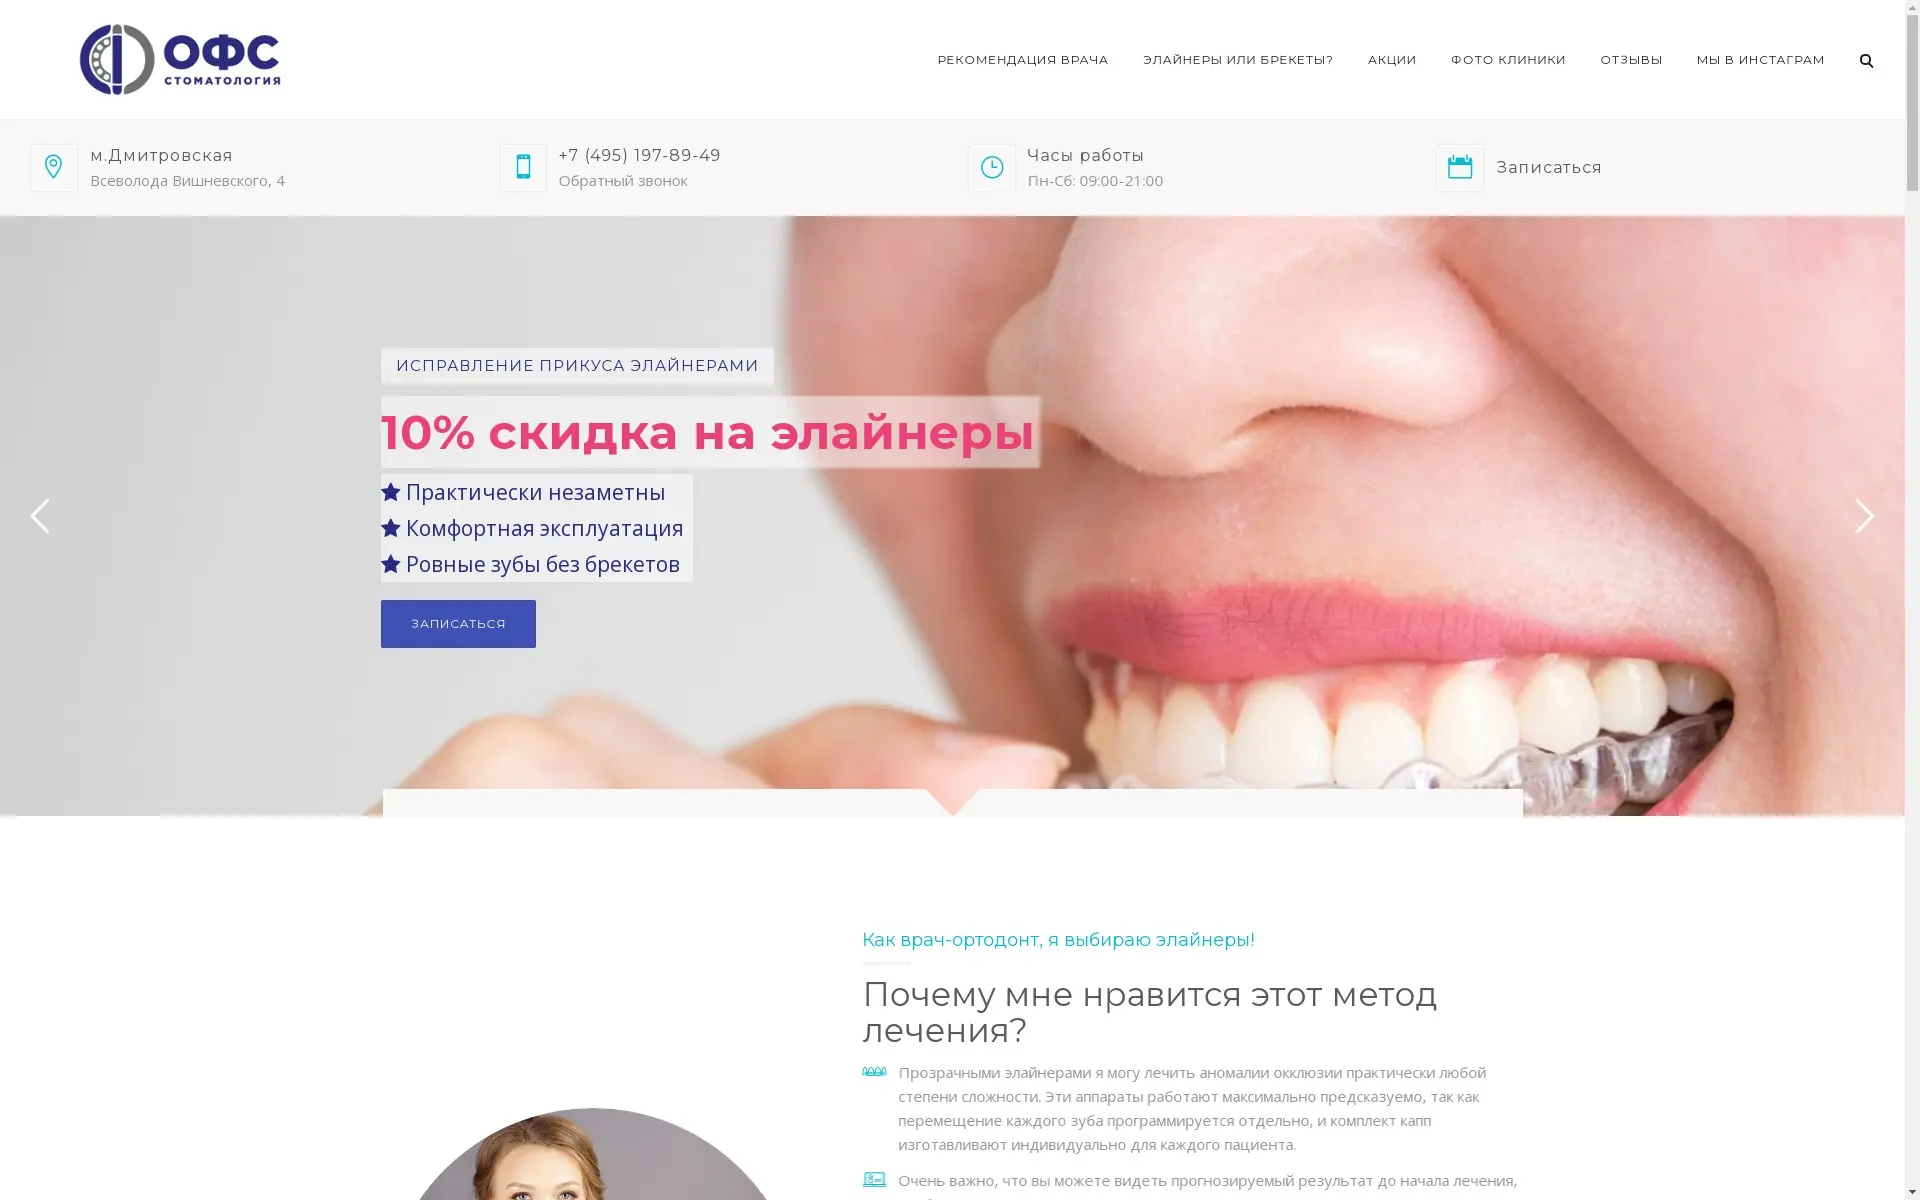 ОФС
СТОМАТОЛОГИЯ
РЕКОМЕНДАЦИЯ ВРАЧА
ЭЛАЙНЕРЫ ИЛИ БРЕКЕТЫ?
АКЦИИ
ФОТО КЛИНИКИ
ОТЗЫВЫ
МЫ В ИНСТАГРАМ
м.Дмитровская
Всеволода Вишневского, 4
+7 (495) 197-89-49
Обратный звонок
Часы работы
Пн-Сб: 09:00-21:00
Записаться
ИСПРАВЛЕНИЕ ПРИКУСА ЭЛАЙНЕРАМИ
10% скидка на элайнеры
Практически незаметны
Комфортная эксплуатация
Ровные зубы без брекетов
ЗАПИСАТЬСЯ
Как врач-ортодонт, я выбираю элайнеры!
Почему мне нравится этот метод
лечения?
Прозрачными элайнерами я могу лечить аномалии окклюзии практически любой
степени сложности. Эти аппараты работают максимально предсказуемо, так как
перемещение каждого зуба программируется отдельно, и комплект капп
изготавливают индивидуально для каждого пациента.
Очень важно, что вы можете видеть прогнозируемый результат до начала лечения,